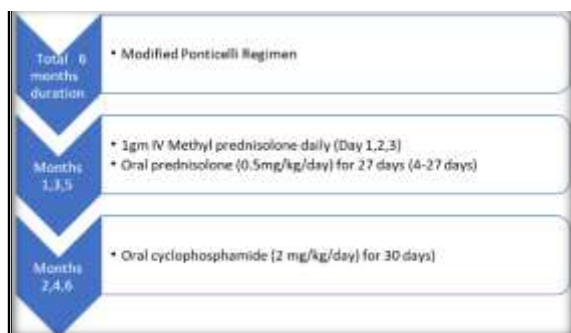 Total 6
months
duration
• Modified Ponticelli Regimen
Months
1,3,5
• 1gm IV Methyl prednisolone daily (Day 1,2,3)
• Oral prednisolone (0.5mg/kg/day) for 27 days (4-27 days)
Months
2,4,6
• Oral cyclophosphamide (2 mg/kg/day) for 30 days)